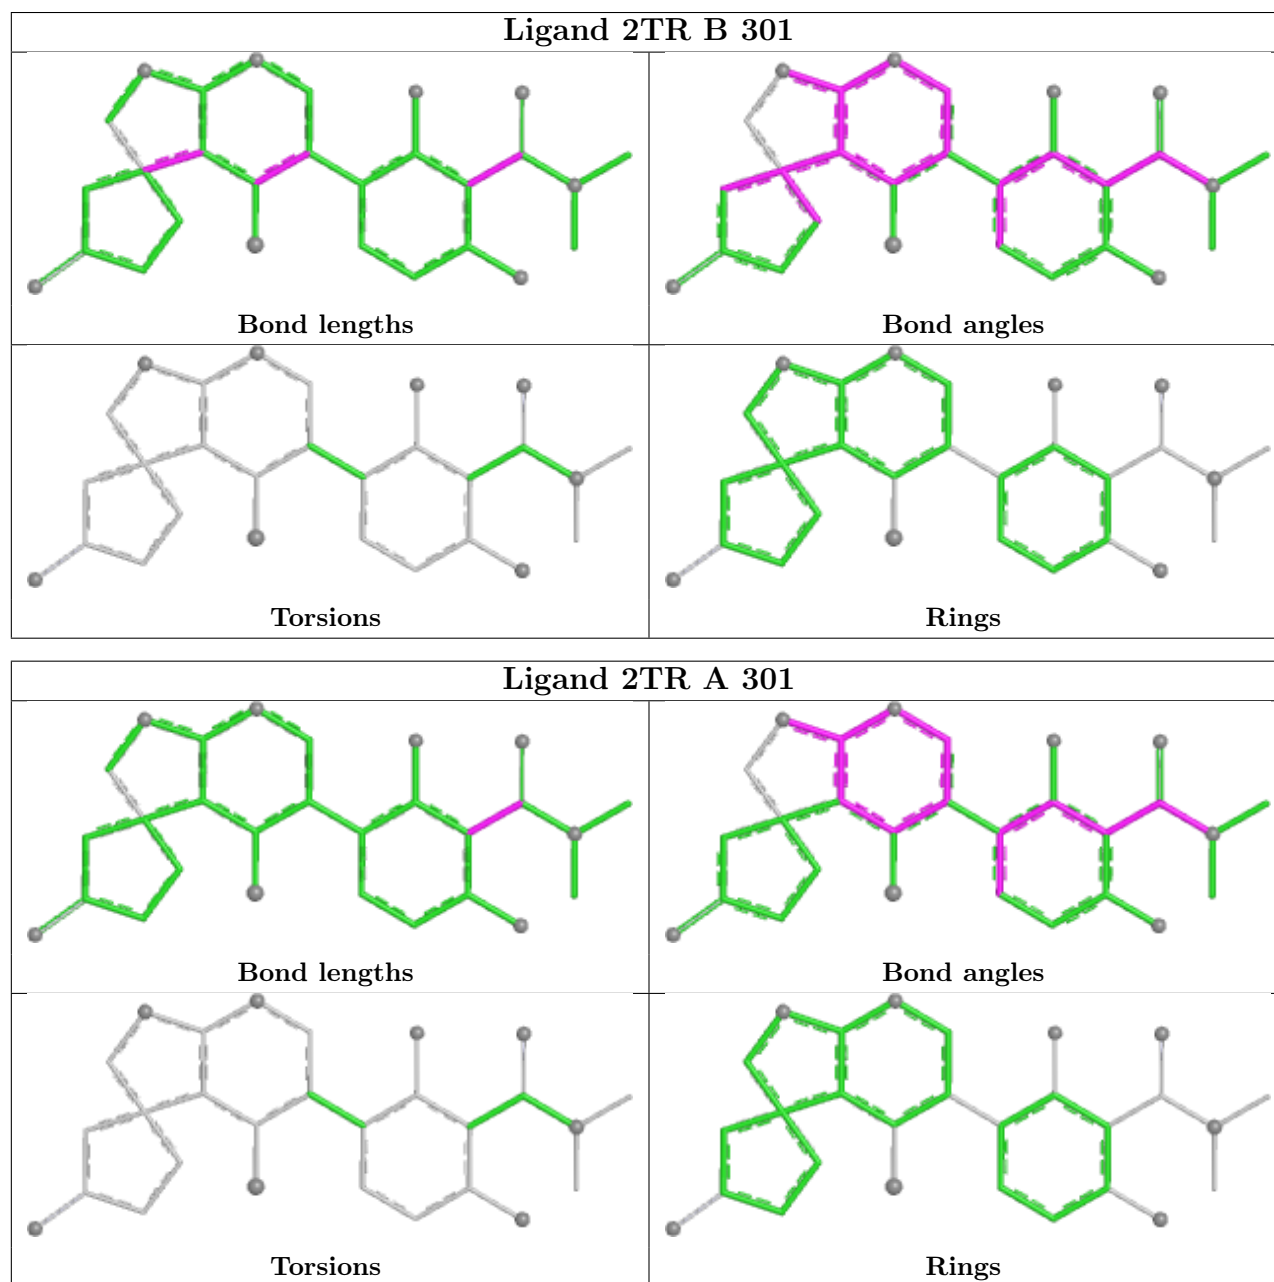 Ligand 2TR B 301
Bond lengths
Bond angles
Torsions
Rings
Ligand 2TR A 301
Bond lengths
Bond angles
Torsions
Rings